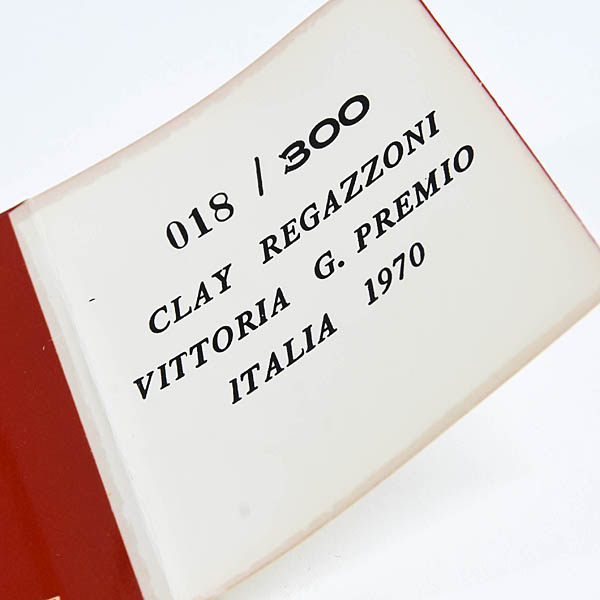 018 / 300
CLAY REGAZZONI
VITTORIA G. PREMIO
ITALIA 1970